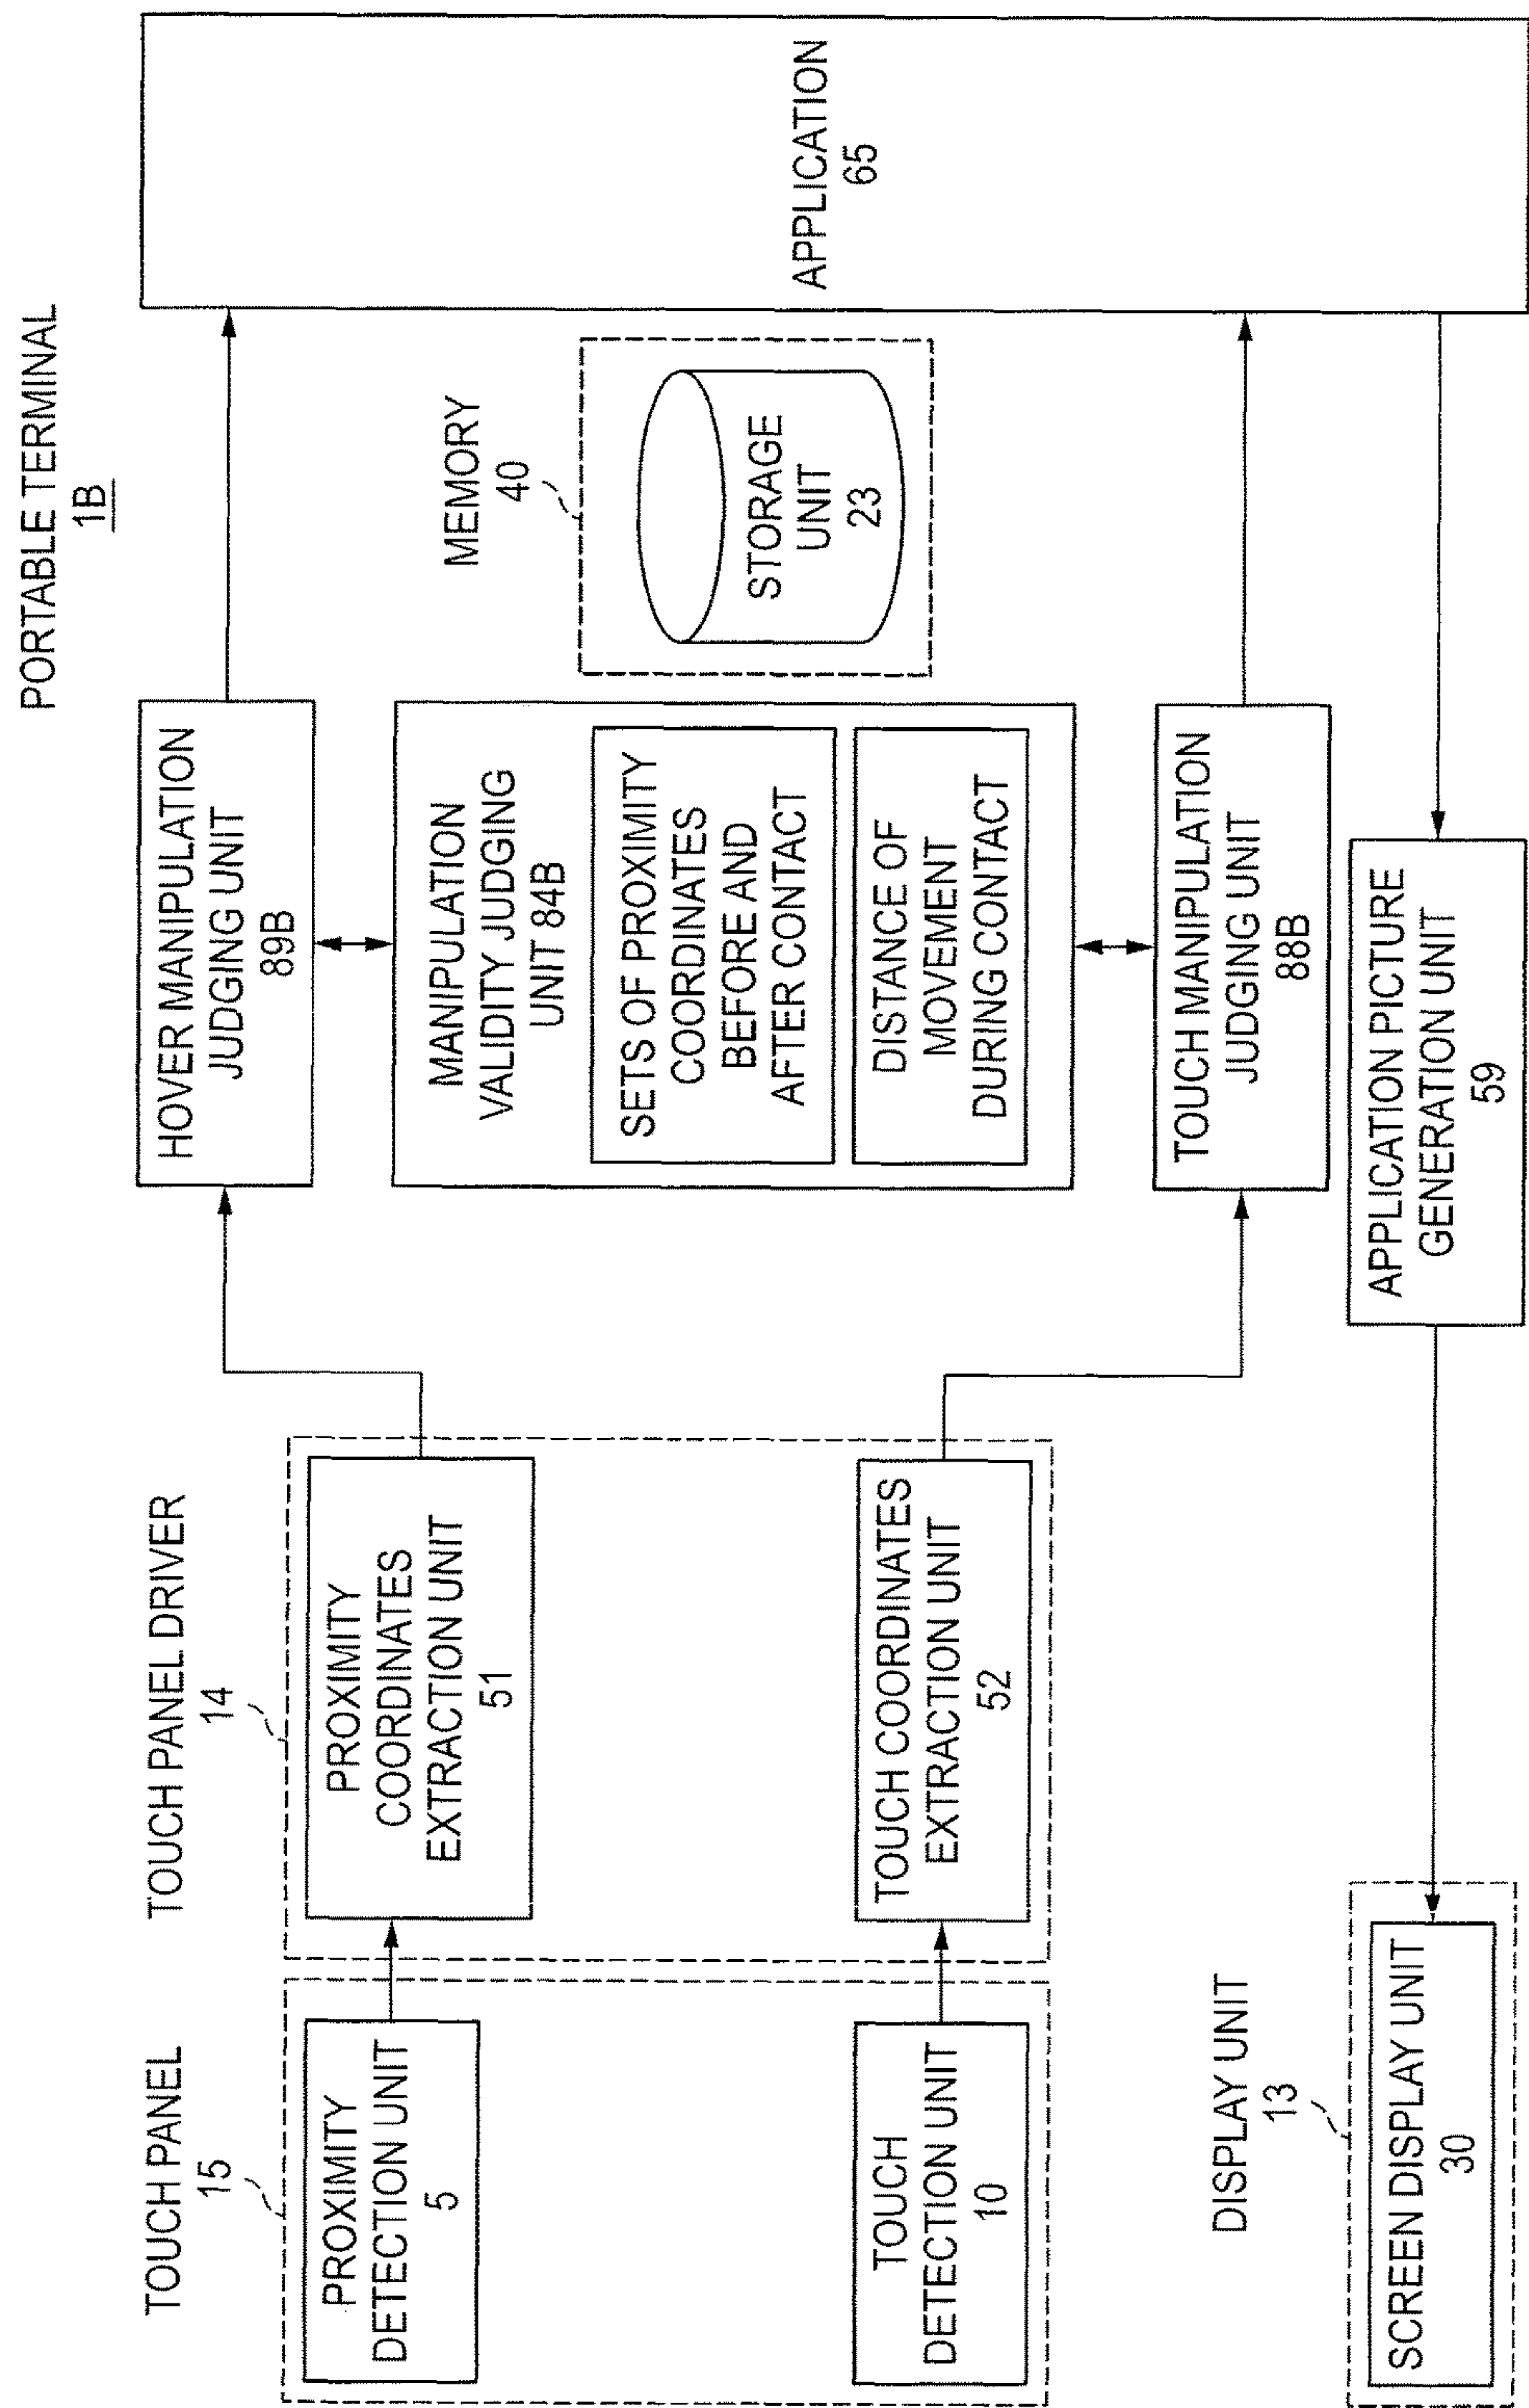 PORTABLE TERMINAL
1B
TOUCH PANEL
15
PROXIMITY
DETECTION UNIT
5
TOUCH
DETECTION UNIT
10
TOUCH PANEL DRIVER
14
PROXIMITY
COORDINATES
EXTRACTION UNIT
51
TOUCH COORDINATES
EXTRACTION UNIT
52
HOVER MANIPULATION
JUDGING UNIT
89B
MANIPULATION
VALIDITY JUDGING
UNIT 84B
SETS OF PROXIMITY
COORDINATES
BEFORE AND
AFTER CONTACT
DISTANCE OF
MOVEMENT
DURING CONTACT
TOUCH MANIPULATION
JUDGING UNIT
88B
MEMORY
40
STORAGE
UNIT
23
APPLICATION
65
DISPLAY UNIT
13
SCREEN DISPLAY UNIT
30
APPLICATION PICTURE
GENERATION UNIT
59